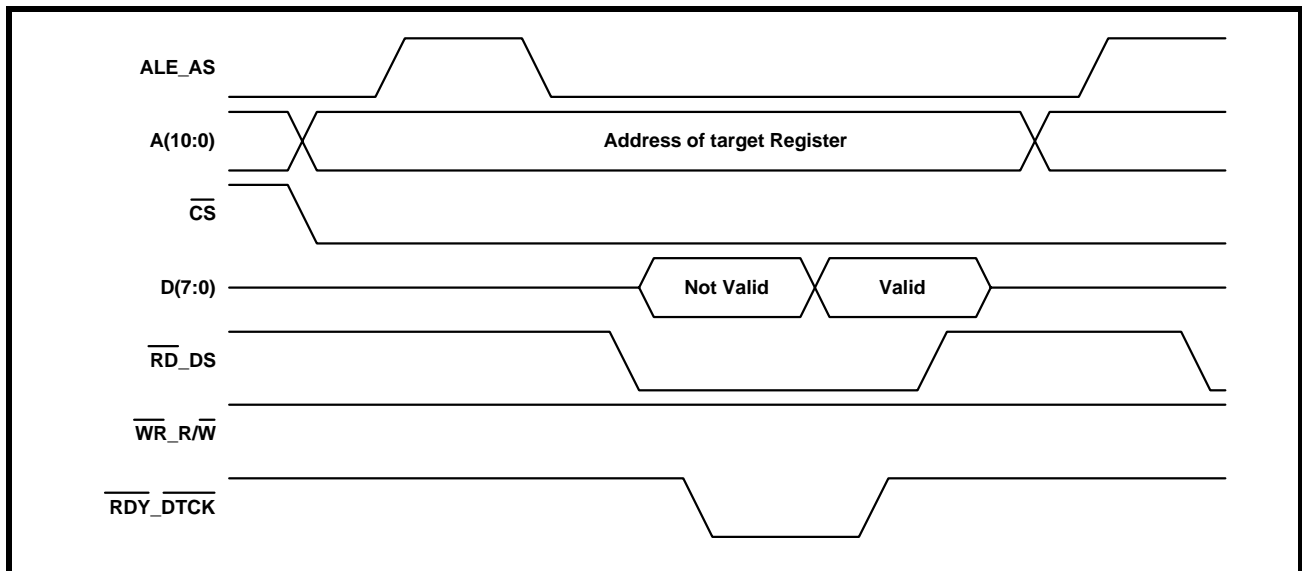 ALE_AS
A(10:0)
Address of target Register
CS
D(7:0)
Not Valid
Valid
RD_DS
WR_R/W
RDY_DTCK